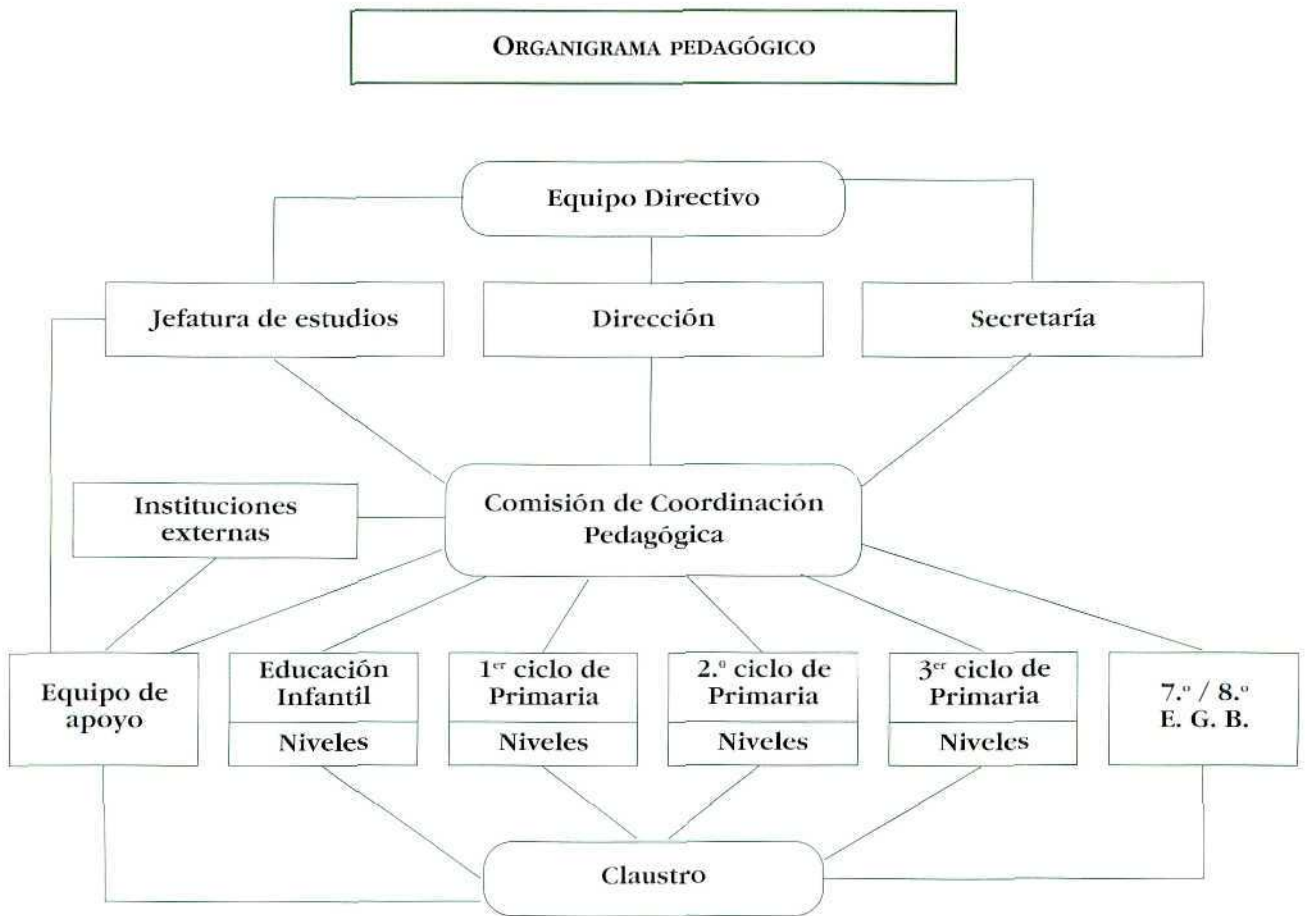 ORGANIGRAMA PEDAGÓGICO
Equipo Directivo
Jefatura de estudios
Dirección
Secretaría
Instituciones
externas
Comisión de Coordinación
Pedagógica
Equipo de
apoyo
Educación
Infantil
Niveles
1er ciclo de
Primaria
Niveles
2.º ciclo de
Primaria
Niveles
3er ciclo de
Primaria
Niveles
7.º / 8.º
E. G. B.
Claustro